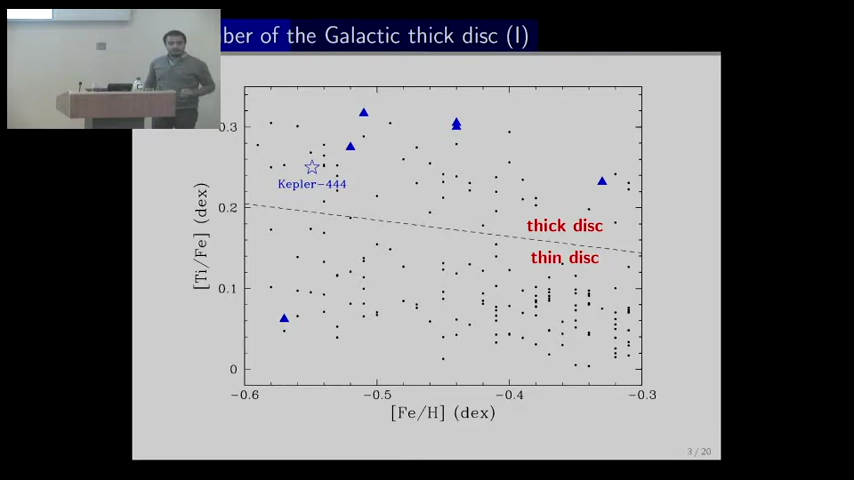 ber of the Galactic thick disc (I)
0.3
Kepler−444
0.2
thick disc
thin disc
0.1
0
[Ti/Fe] (dex)
−0.6
−0.5
−0.4
−0.3
[Fe/H] (dex)
3 / 20